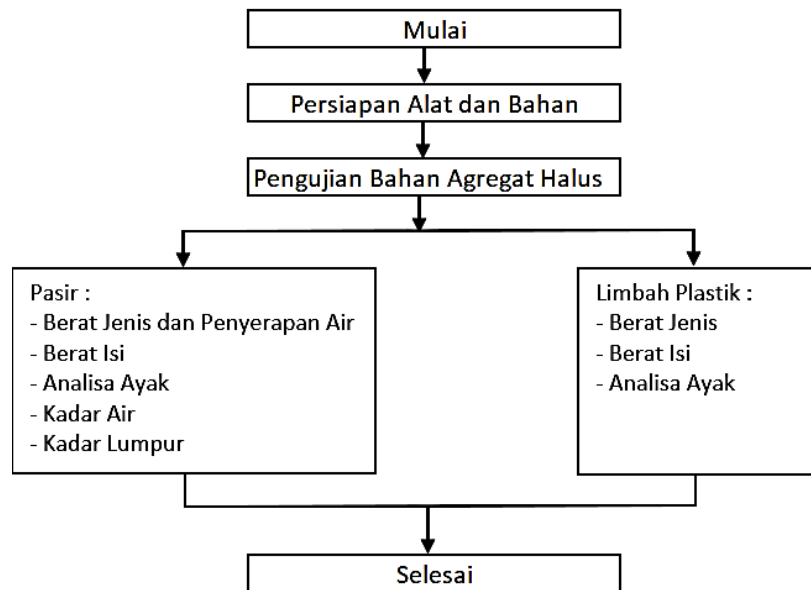 Mulai
Persiapan Alat dan Bahan
Pengujian Bahan Agregat Halus
Pasir :
- Berat Jenis dan Penyerapan Air
- Berat Isi
- Analisa Ayak
- Kadar Air
- Kadar Lumpur
Limbah Plastik :
- Berat Jenis
- Berat Isi
- Analisa Ayak
Selesai